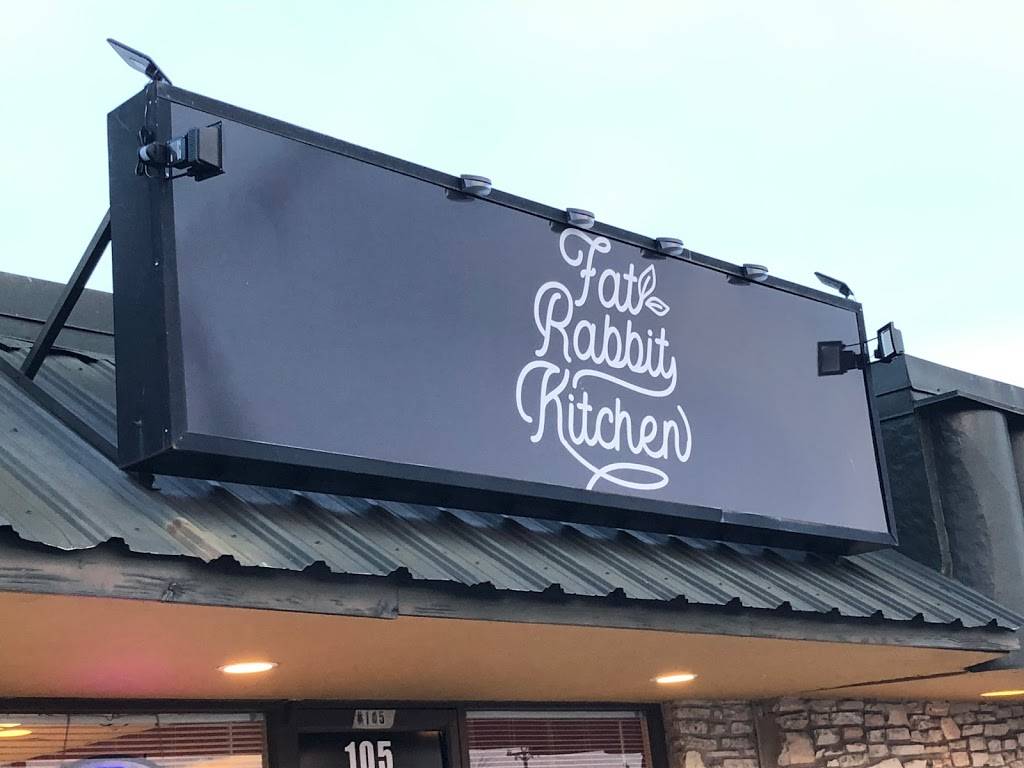 Fat
Rabbit
Kitchen
#105
105